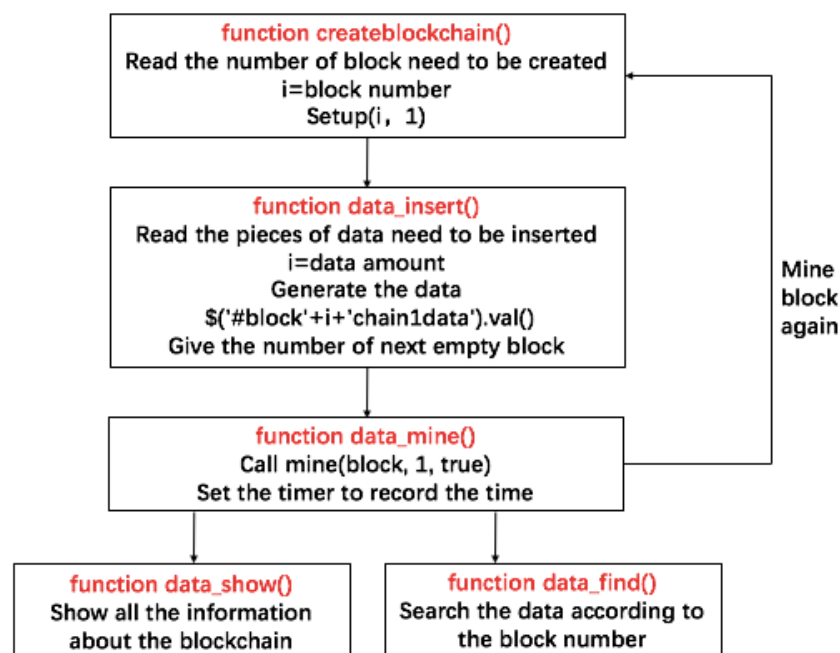 function createblockchain()
Read the number of block need to be created
i=block number
Setup(i, 1)
function data_insert()
Read the pieces of data need to be inserted
i=data amount
Generate the data
$('#block'+i+'chain1data').val()
Give the number of next empty block
Mine
block
again
function data_mine()
Call mine(block, 1, true)
Set the timer to record the time
function data_show()
Show all the information
about the blockchain
function data_find()
Search the data according to
the block number